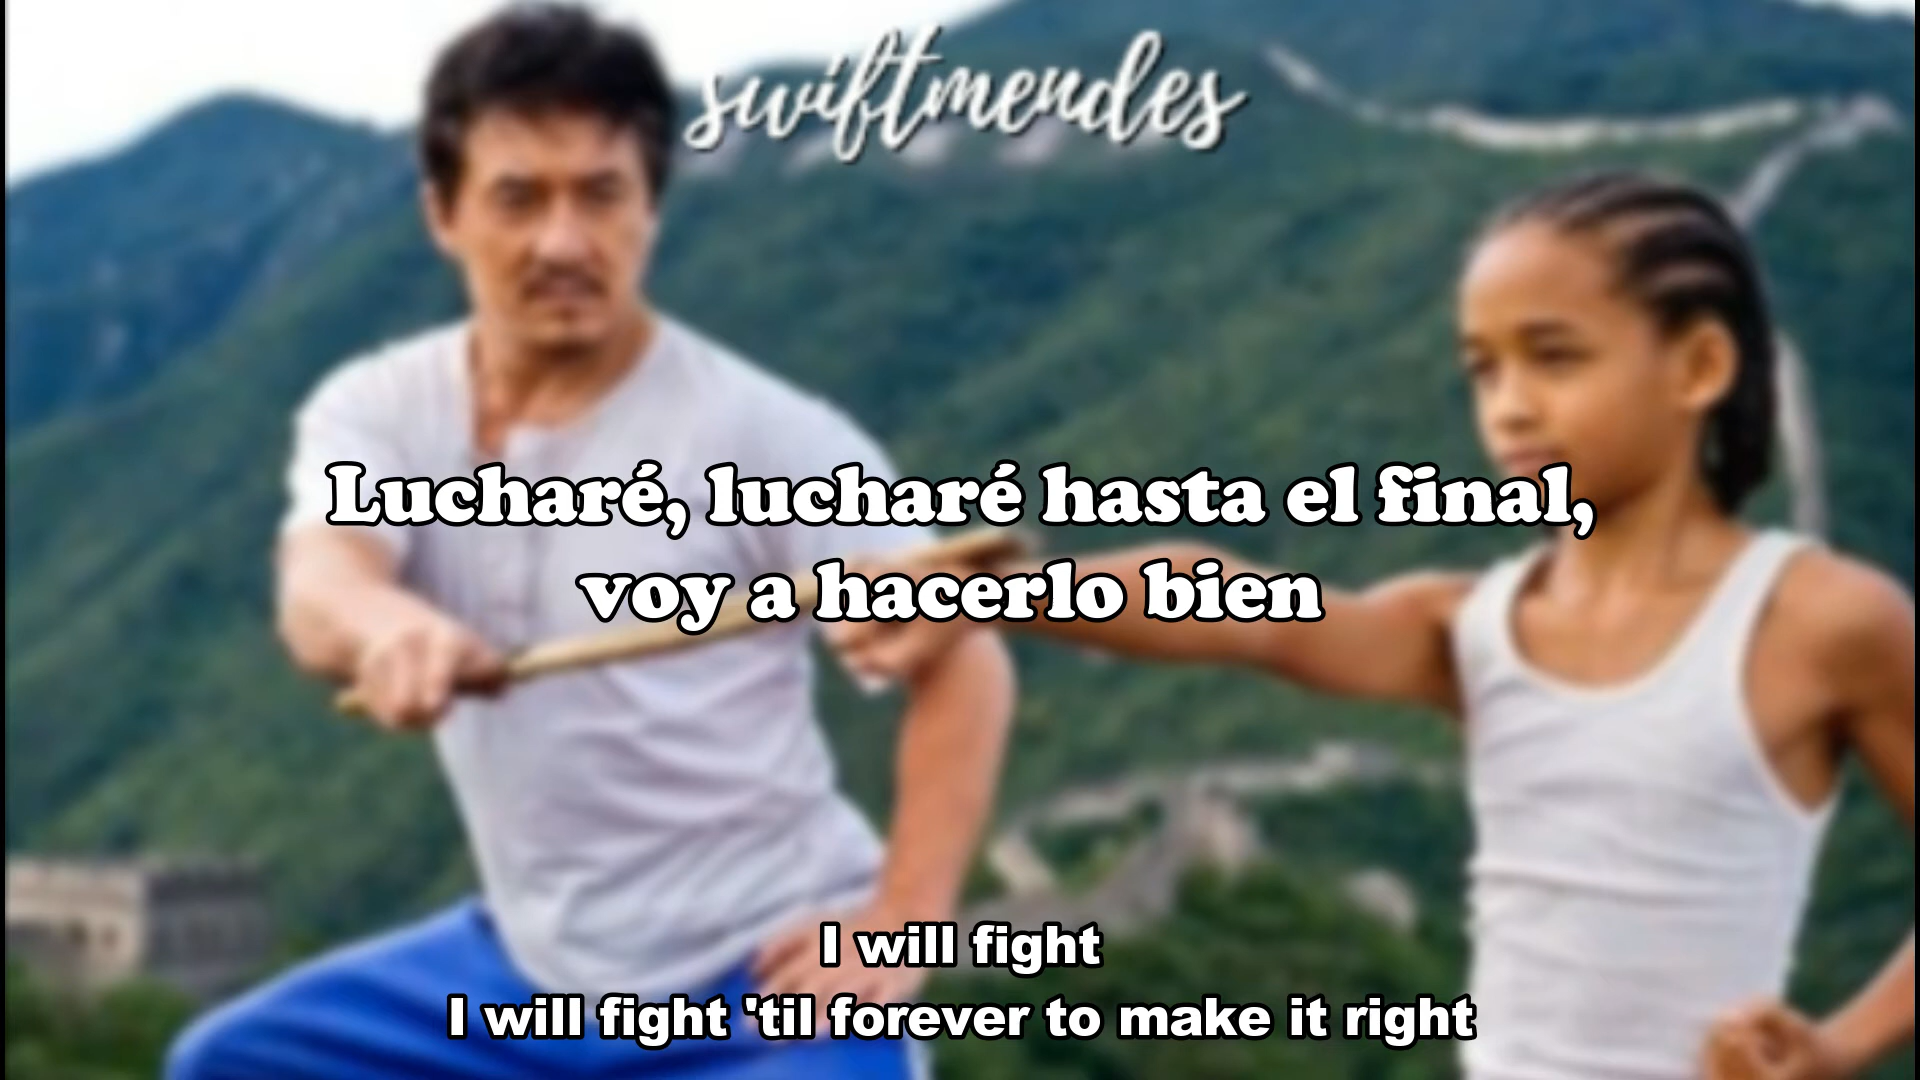 swiftmendes
Lucharé, lucharé hasta el final,
voy a hacerlo bien
I will fight
I will fight 'til forever to make it right